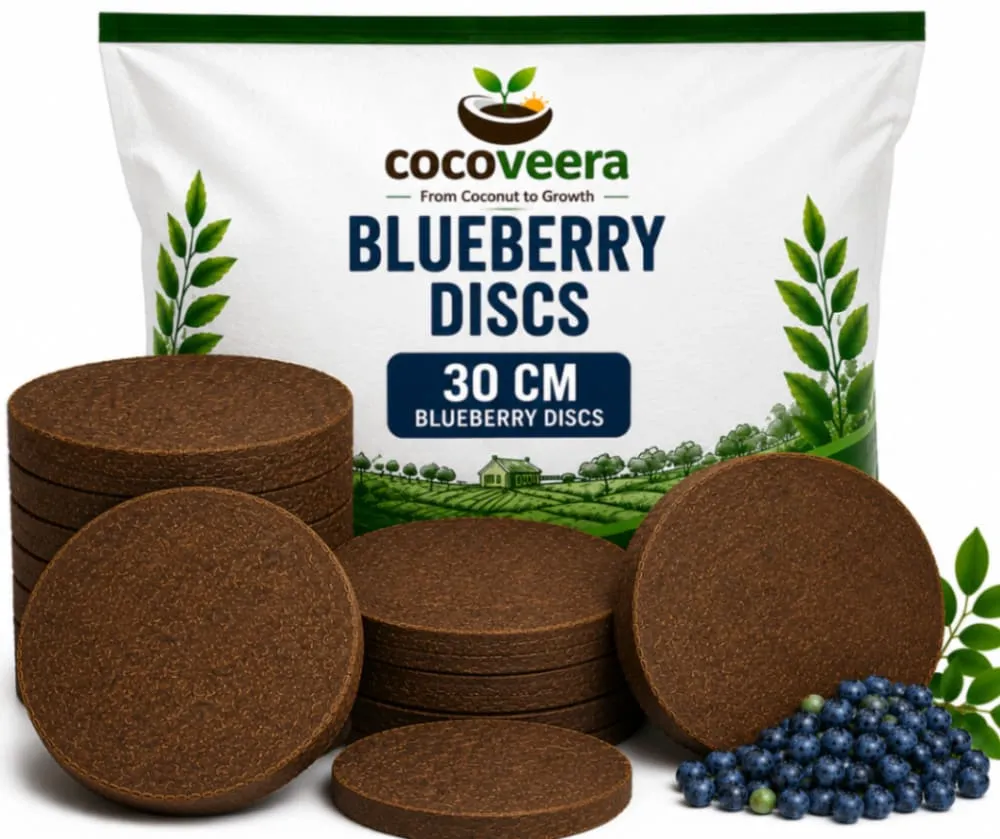 cocoveera
From Coconut to Growth
BLUEBERRY
DISCS
30 CM
BLUEBERRY DISCS